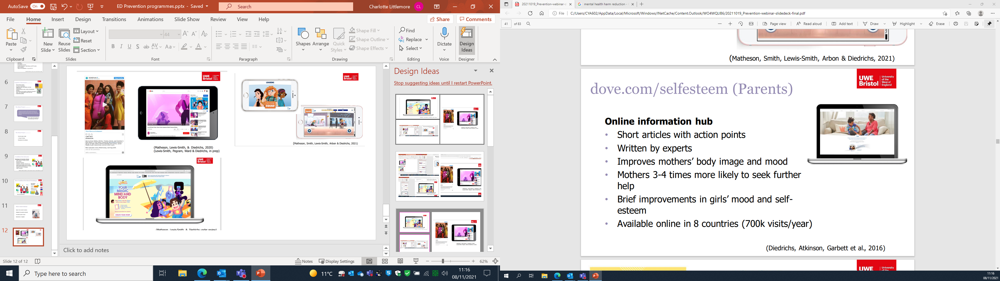 AutoSave On
ED Prevention programmes.pptx - Saved
Search
Charlotte Littlemore CL
File Home Insert Design Transitions Animations Slide Show Review View Help
Share Comments
Paste
Clipboard
New Slide
Reuse Slides
Layout
Reset
Section
Slides
44
B I U S ab AV Aa A
Font
Paragraph
Shapes
Arrange
Quick Styles
Shape Fill
Shape Outline
Shape Effects
Drawing
Find
Replace
Select
Editing
Dictate
Voice
Design Ideas
Designer
6
7
8
9
10
11
12
UWE Bristol
(Matheson, Lewis-Smith, & Diedrichs, 2020)
(Lewis-Smith, Pegram, Ward & Diedrichs, in prep)
LOADING
SQUAD
UWE Bristol
(Matheson, Smith, Lewis-Smith, Arbon & Diedrichs, 2021)
UWE Bristol
YOUR
MAGIC
MIND AND
BODY
CREATE YOUR STORY
(Matheson, Lewis-Smith, & Diedrichs under review)
Design Ideas
Stop suggesting ideas until I restart PowerPoint.
Click to add notes
Slide 12 of 12
Notes
Display Settings
62%
Type here to search
11°C
11:16
08/11/2021
20211019_Prevention-webinar-s
mental health harm reduction -
File C:/Users/CYA602/AppData/Local/Microsoft/Windows/INetCache/Content.Outlook/WO4WQUB6/20211019_Prevention-webinar-slidedeck-final.pdf
41 of 83
Page view
Read aloud
Add text
Draw
Highlight
Erase
(Matheson, Smith, Lewis-Smith, Arbon & Diedrichs, 2021)
UWE Bristol
University of the West of England
dove.com/selfesteem (Parents)
Online information hub
• Short articles with action points
• Written by experts
• Improves mothers’ body image and mood
• Mothers 3-4 times more likely to seek further
help
• Brief improvements in girls’ mood and self-
esteem
• Available online in 8 countries (700k visits/year)
(Diedrichs, Atkinson, Garbett et al., 2016)
UWE
University of the
11:16
08/11/2021